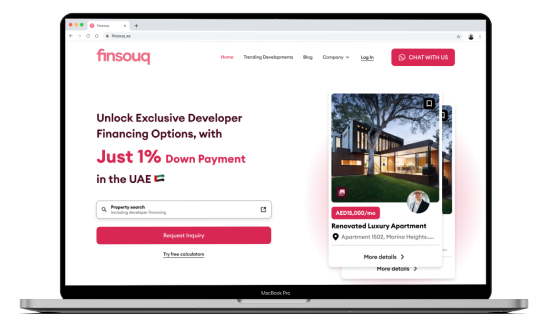 Finsouq
finsouq.ae
finsouq
Home
Trending Developments
Blog
Company
Log In
CHAT WITH US
Unlock Exclusive Developer
Financing Options, with
Just 1% Down Payment
in the UAE
Property search
Including developer financing
Request Inquiry
Try free calculators
AED15,000/mo
Renovated Luxury Apartment
Apartment 1502, Marina Heights,...
More details
More details
MacBook Pro